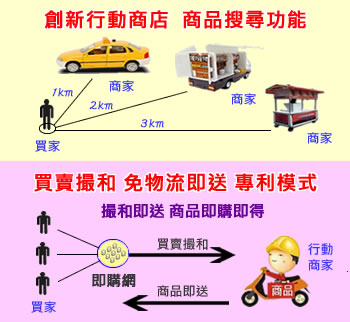 創新行動商店 商品搜尋功能
1km
商家
2km
商家
3km
買家
商家
買賣撮和 免物流即送 專利模式
撮和即送 商品即購即得
買賣撮和
行動
商家
即購網
商品
商品即送
買家